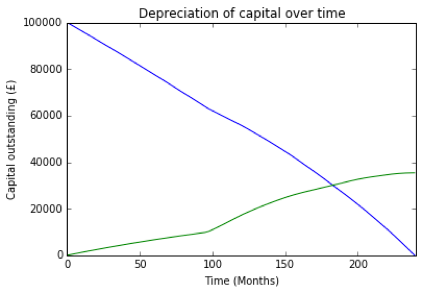 Depreciation of capital over time
100000
80000
60000
40000
20000
0
0 50 100 150 200
Capital outstanding (£)
Time (Months)